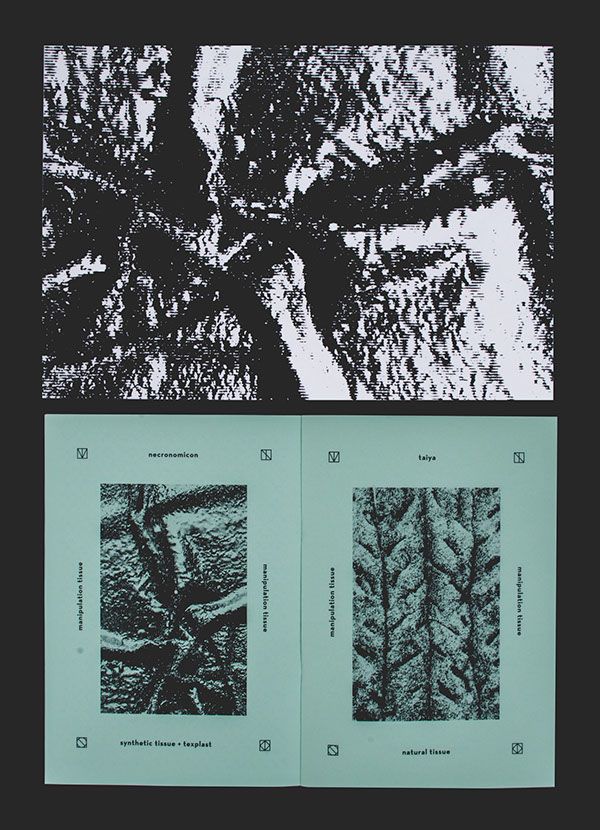 necronomicon
manipulation tissue
manipulation tissue
synthetic tissue + texplast
taiya
manipulation tissue
manipulation tissue
natural tissue